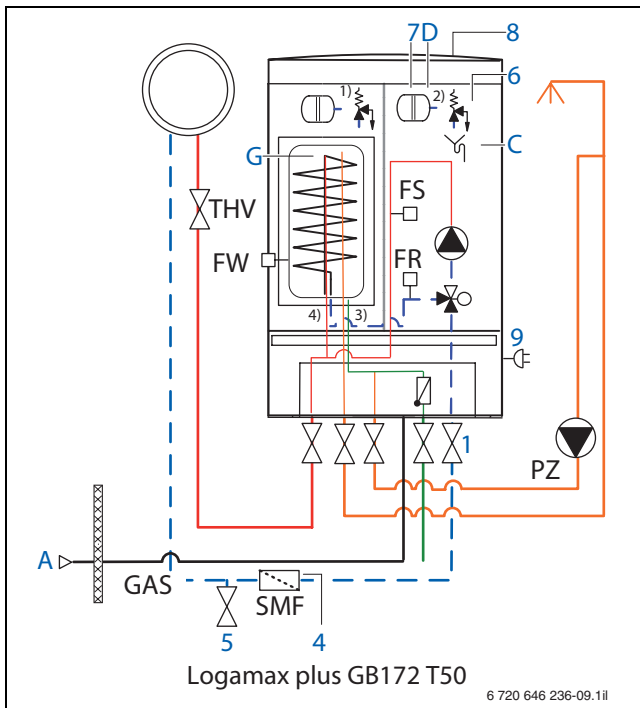 7D
8
1)
2)
6
G
C
THV
FS
FW
FR
4)
3)
9
1
PZ
A
GAS
SMF
5
4
Logamax plus GB172 T50
6 720 646 236-09.1il